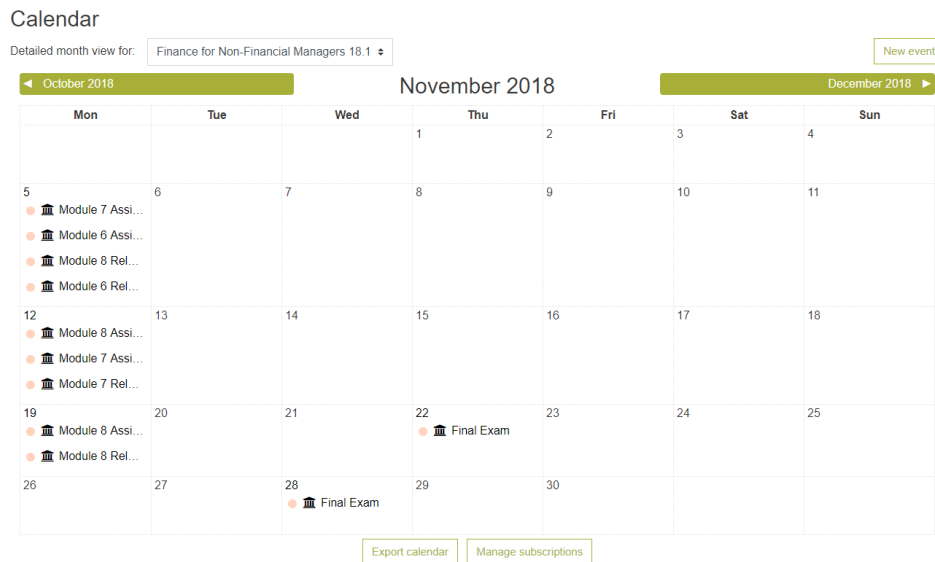 Calendar
Detailed month view for: Finance for Non-Financial Managers 18.1
New event
◄ October 2018 November 2018 December 2018 ►
Mon Tue Wed Thu Fri Sat Sun
1 2 3 4
5 6 7 8 9 10 11
Module 7 Assi...
Module 6 Assi...
Module 8 Rel...
Module 6 Rel...
12 13 14 15 16 17 18
Module 8 Assi...
Module 7 Assi...
Module 7 Rel...
19 20 21 22 23 24 25
Module 8 Assi... Final Exam
Module 8 Rel...
26 27 28 29 30
Final Exam
Export calendar Manage subscriptions